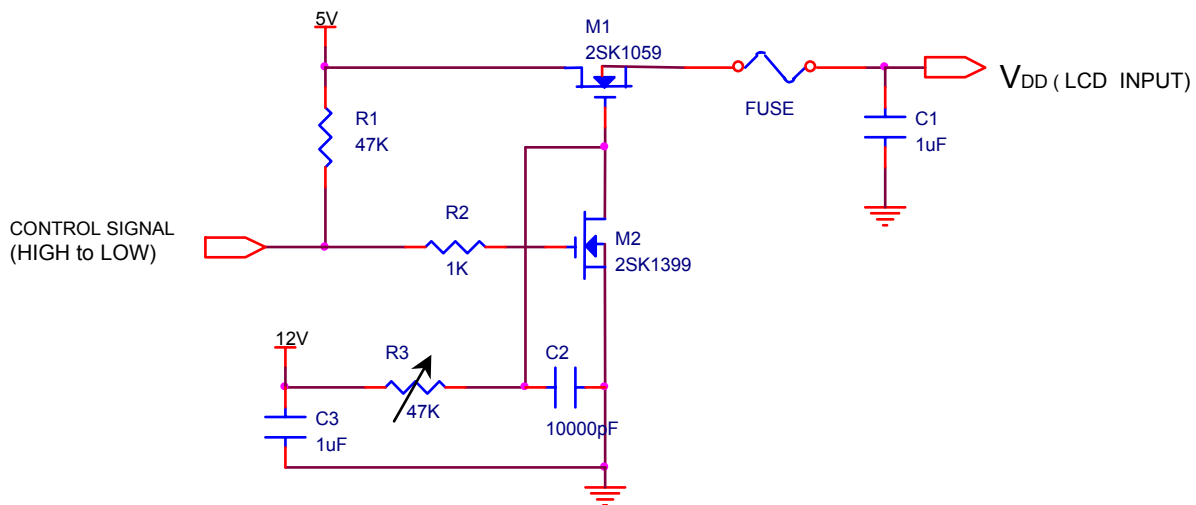 5V
M1
2SK1059
R1
47K
FUSE
C1
1uF
VDD ( LCD INPUT)
CONTROL SIGNAL
(HIGH to LOW)
R2
1K
M2
2SK1399
12V
R3
47K
C2
10000pF
C3
1uF